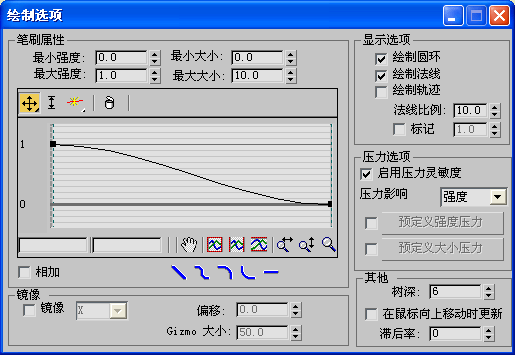 绘制选项
笔刷属性
最小强度: 0.0 最小大小: 0.0
最大强度: 1.0 最大大小: 10.0
1
0
相加
镜像
镜像 X 偏移: 0.0
Gizmo 大小: 50.0
显示选项
绘制圆环
绘制法线
绘制轨迹
法线比例: 10.0
标记 1.0
压力选项
启用压力灵敏度
压力影响 强度
预定义强度压力
预定义大小压力
其他
树深: 6
在鼠标向上移动时更新
滞后率: 0